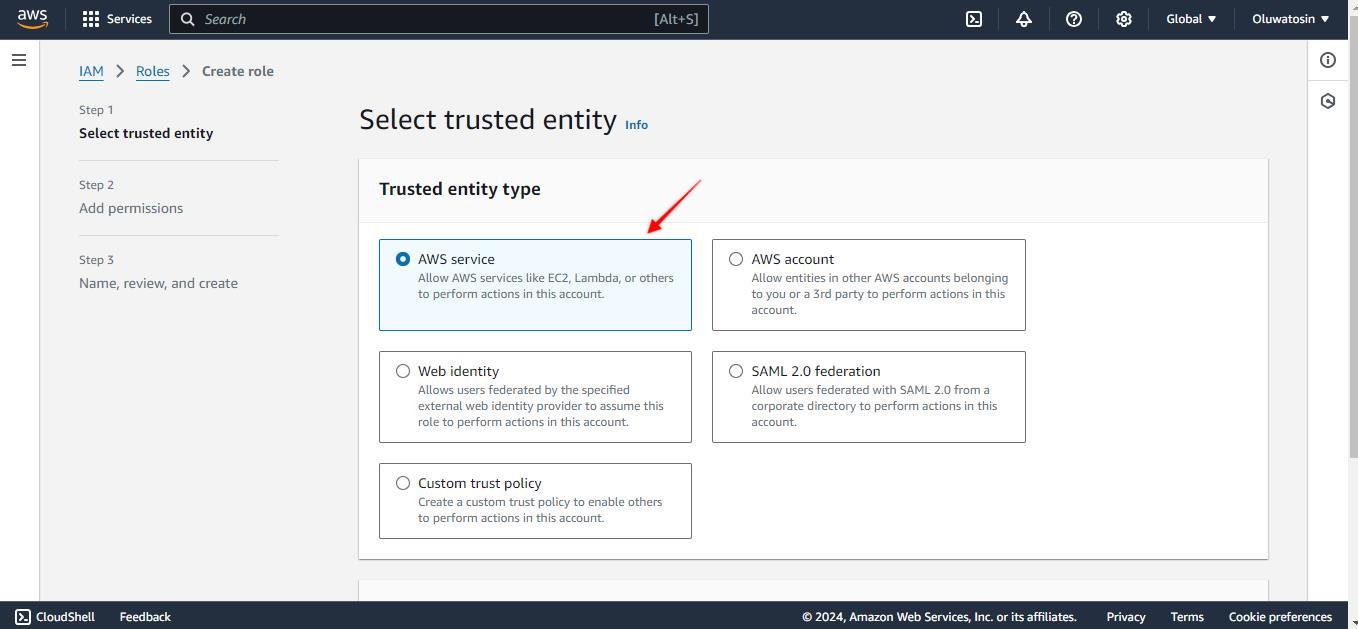 aws Services Search [Alt+S] Global Oluwatosin
IAM > Roles > Create role
Step 1
Select trusted entity
Step 2
Add permissions
Step 3
Name, review, and create
Select trusted entity Info
Trusted entity type
AWS service
Allow AWS services like EC2, Lambda, or others
to perform actions in this account.
AWS account
Allow entities in other AWS accounts belonging
to you or a 3rd party to perform actions in this
account.
Web identity
Allows users federated by the specified
external web identity provider to assume this
role to perform actions in this account.
SAML 2.0 federation
Allow users federated with SAML 2.0 from a
corporate directory to perform actions in this
account.
Custom trust policy
Create a custom trust policy to enable others
to perform actions in this account.
CloudShell Feedback © 2024, Amazon Web Services, Inc. or its affiliates. Privacy Terms Cookie preferences